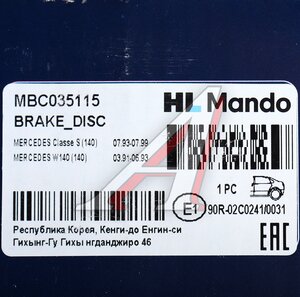 MBC035115
HL Mando
BRAKE_DISC
MERCEDES Classe S (140) 07.93-07.99
MERCEDES W140 (140) 03.91-06.93
1 PC
E1 90R-02C0241/0031
EAC
Республика Корея, Кенги-до Енгин-си
Гихынг-Гу Гихы нгданджиро 46